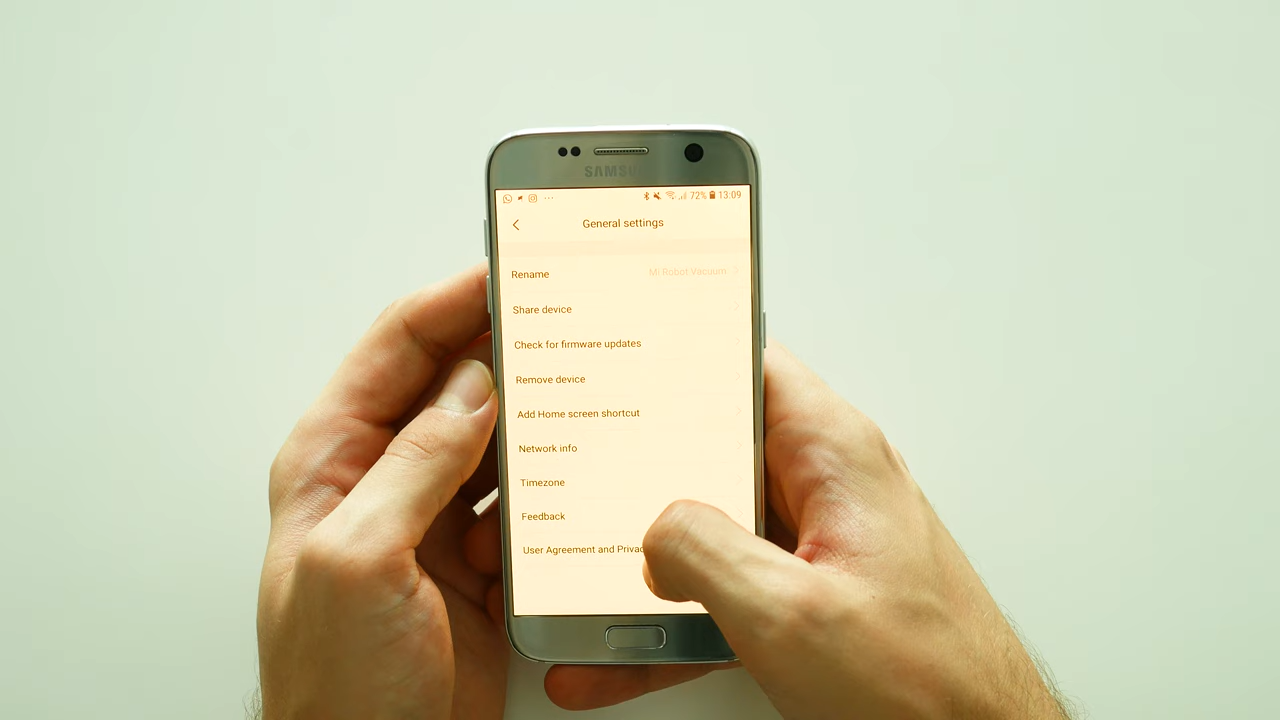 SAMSU
72% 13:09
General settings
Rename Mi Robot Vacuum
Share device
Check for firmware updates
Remove device
Add Home screen shortcut
Network info
Timezone
Feedback
User Agreement and Privac